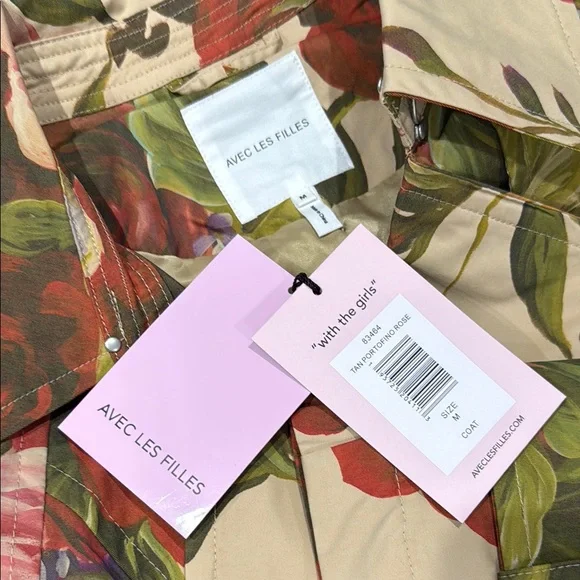 AVEC LES FILLES
M
AVEC LES FILLES
"with the girls"
83464
TAN PORTOFINO ROSE
SIZE
M
COAT
AVECLESFILLES.COM